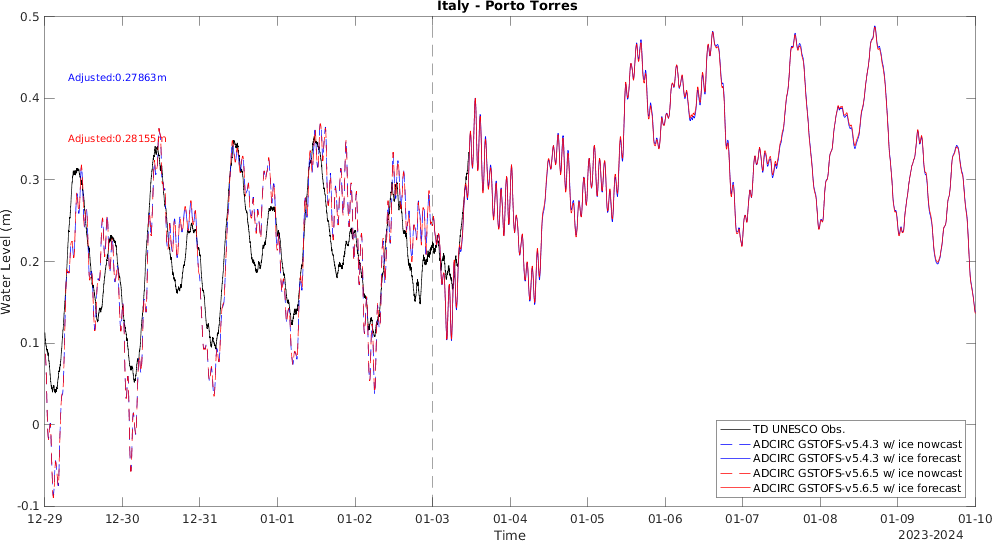 Italy - Porto Torres
0.5
0.4
0.3
0.2
0.1
0
-0.1
Water Level (m)
Adjusted:0.27863m
Adjusted:0.28155m
TD UNESCO Obs.
ADCIRC GSTOFS-v5.4.3 w/ ice nowcast
ADCIRC GSTOFS-v5.4.3 w/ ice forecast
ADCIRC GSTOFS-v5.6.5 w/ ice nowcast
ADCIRC GSTOFS-v5.6.5 w/ ice forecast
12-29 12-30 12-31 01-01 01-02 01-03 01-04 01-05 01-06 01-07 01-08 01-09 01-10
Time
2023-2024